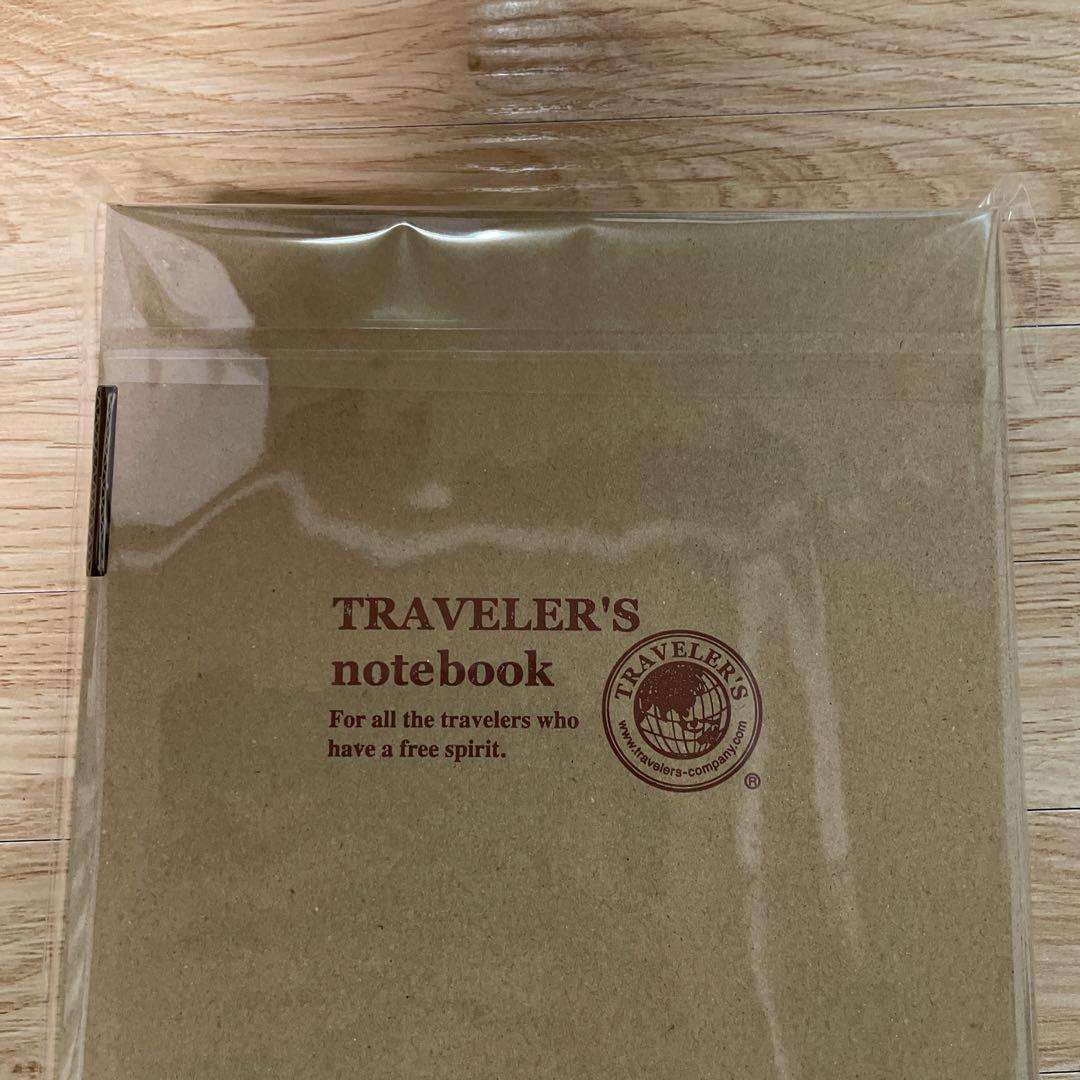 TRAVELER'S
notebook
For all the travelers who
have a free spirit.
TRAVELER'S
www.travelers-company.com
®